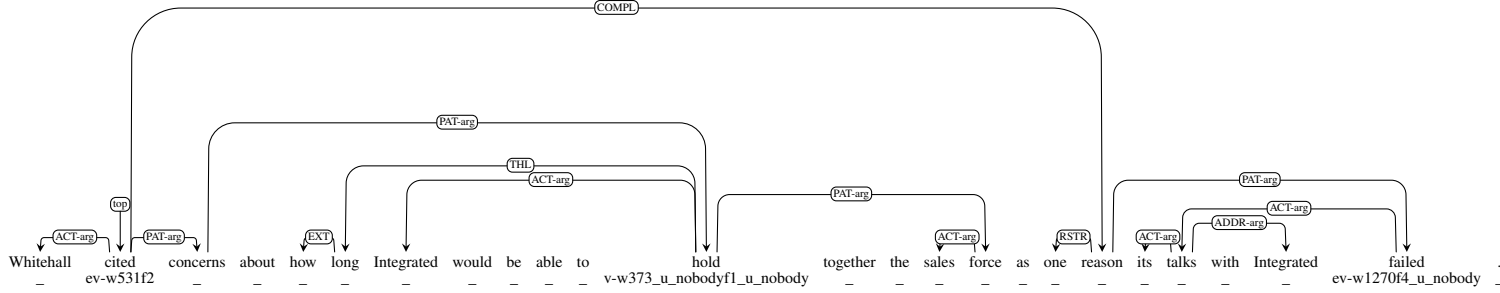 COMPL
PAT-arg
THL
ACT-arg
PAT-arg
PAT-arg
top
ACT-arg
ADDR-arg
ACT-arg PAT-arg EXT ACT-arg RSTR ACT-arg
Whitehall cited concerns about how long Integrated would be able to hold together the sales force as one reason its talks with Integrated failed .
_ ev-w531f2 _ _ _ _ _ _ _ _ _ v-w373_u_nobodyf1_u_nobody _ _ _ _ _ _ _ _ _ _ _ ev-w1270f4_u_nobody _